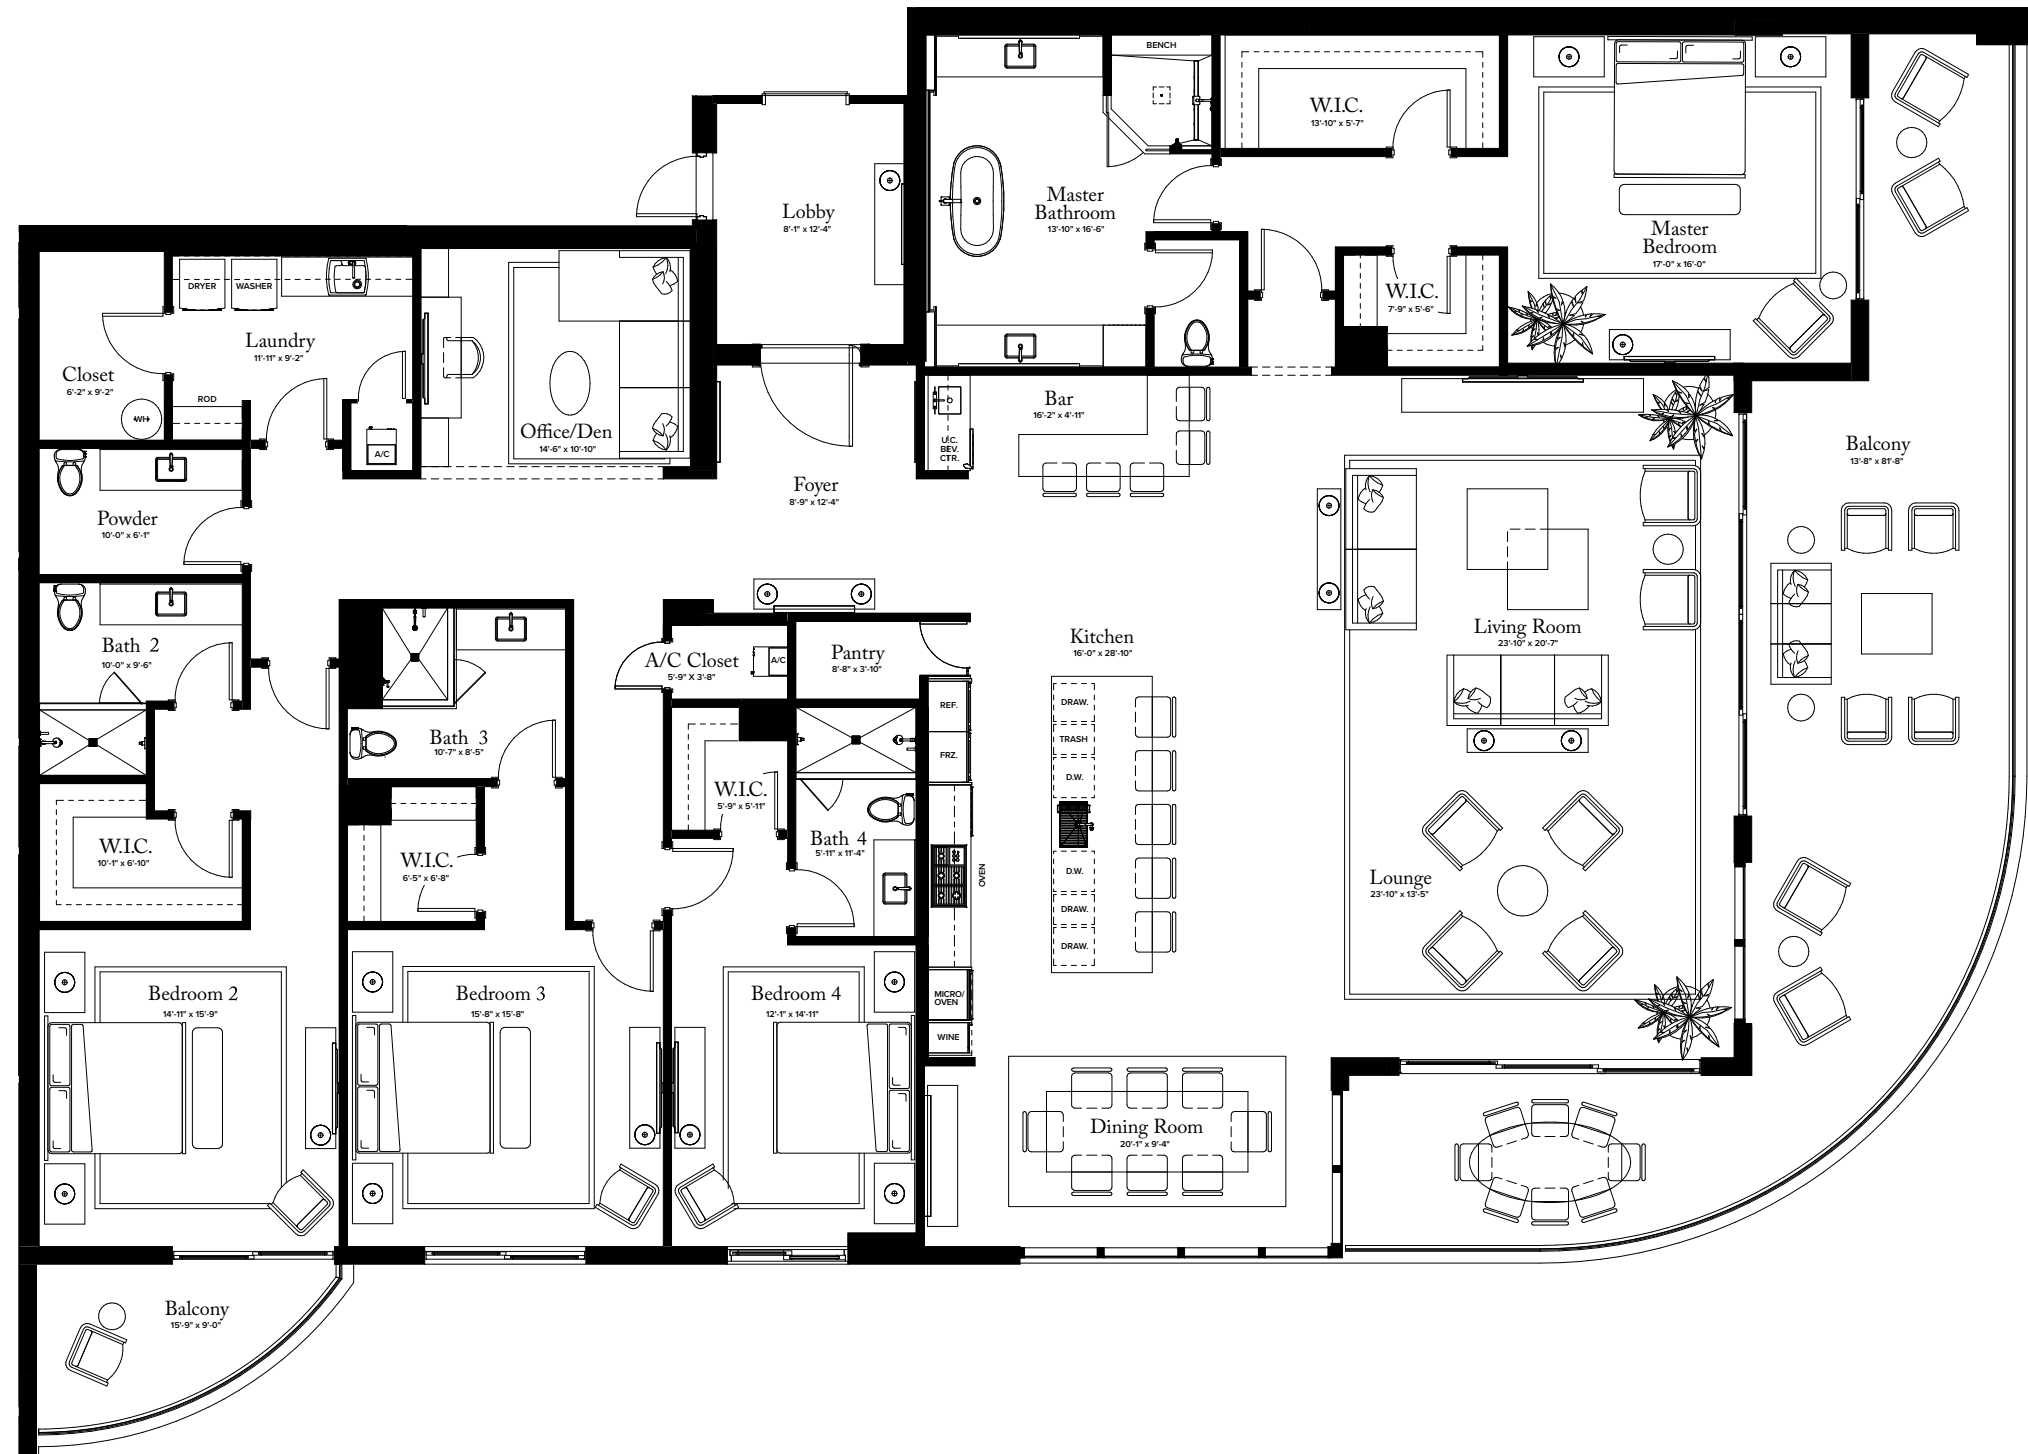 BENCH
W.I.C.
13'-10" x 5'-7"
Lobby
8'-1" x 12'-4"
Master
Bathroom
13'-10" x 16'-6"
Master
Bedroom
17'-0" x 16'-0"
W.I.C.
7'-9" x 5'-6"
DRYER
WASHER
Laundry
11'-11" x 9'-2"
Closet
6'-2" x 9'-2"
WH
ROD
A/C
Office/Den
14'-6" x 10'-10"
Bar
16'-2" x 4'-11"
U.C.
BEV.
CTR.
Balcony
13'-8" x 81'-8"
Foyer
8'-9" x 12'-4"
Powder
10'-0" x 6'-1"
Bath 2
10'-0" x 9'-6"
A/C Closet
5'-9" X 3'-8"
A/C
Pantry
8'-8" x 3'-10"
Kitchen
16'-0" x 28'-10"
Living Room
23'-10" x 20'-7"
Bath 3
10'-7" x 8'-5"
REF.
FRZ.
DRAW.
TRASH
D.W.
W.I.C.
5'-9" x 5'-11"
Bath 4
5'-11" x 11'-4"
W.I.C.
10'-1" x 6'-10"
W.I.C.
6'-5" x 6'-8"
OVEN
D.W.
DRAW.
DRAW.
Lounge
23'-10" x 13'-5"
Bedroom 2
14'-11" x 15'-9"
Bedroom 3
15'-8" x 15'-8"
Bedroom 4
12'-1" x 14'-11"
MICRO/
OVEN
WINE
Dining Room
20'-1" x 9'-4"
Balcony
15'-9" x 9'-0"